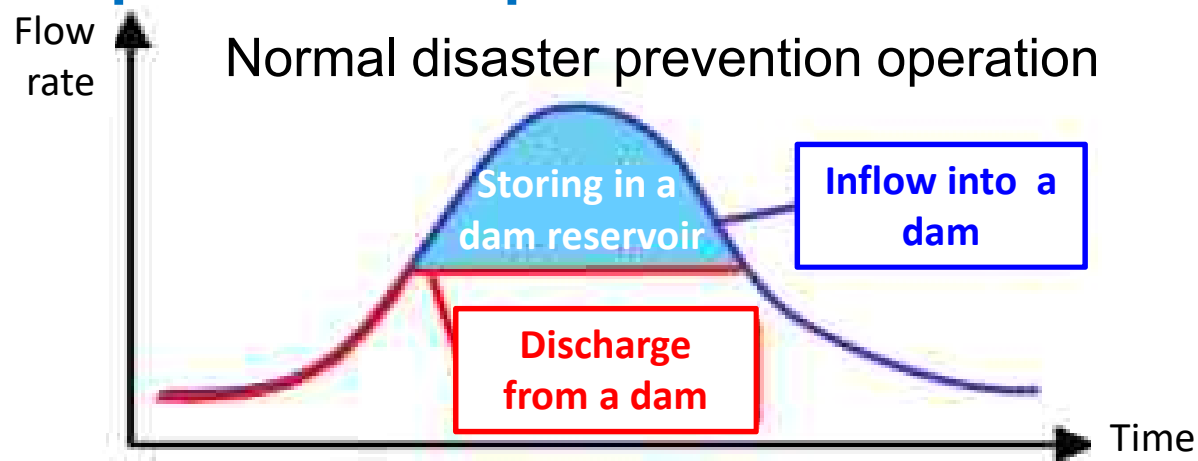 Flow
rate
Normal disaster prevention operation
Storing in a
dam reservoir
Inflow into a
dam
Discharge
from a dam
Time